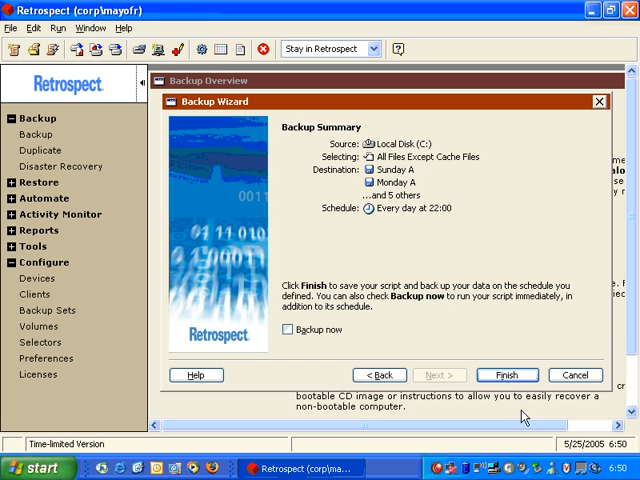 Retrospect (corp\mayofr)
File Edit Run Window Help
Stay in Retrospect
Retrospect
Backup
Backup
Duplicate
Disaster Recovery
Restore
Automate
Activity Monitor
Reports
Tools
Configure
Devices
Clients
Backup Sets
Volumes
Selectors
Preferences
Licenses
Backup Overview
Backup Wizard
Backup Summary
Source: Local Disk (C:)
Selecting: All Files Except Cache Files
Destination: Sunday A
Monday A
...and 5 others
Schedule: Every day at 22:00
Click Finish to save your script and back up your data on the schedule you
defined. You can also check Backup now to run your script immediately, in
addition to its schedule.
Backup now
Retrospect
Help < Back Next > Finish Cancel
bootable CD image or instructions to allow you to easily recover a
non-bootable computer.
Time-limited Version 5/25/2005 6:50
start Retrospect (corp\ma... 6:50